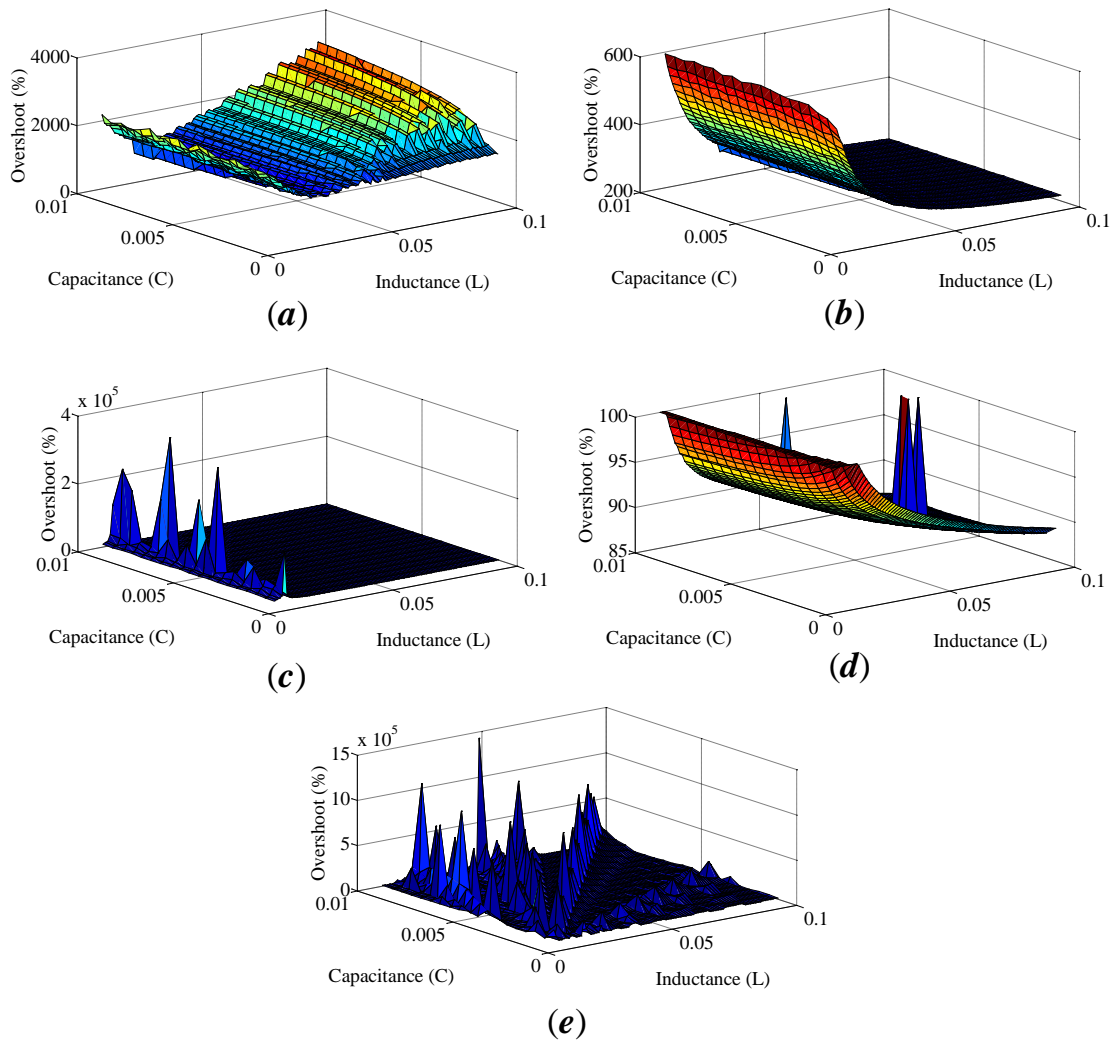 4000
2000
0
Overshoot (%)
0.01
0.005
0
Capacitance (C)
0
0.05
0.1
Inductance (L)
(a)
600
400
200
Overshoot (%)
0.01
0.005
0
Capacitance (C)
0
0.05
0.1
Inductance (L)
(b)
x 10^5
4
2
0
Overshoot (%)
0.01
0.005
0
Capacitance (C)
0
0.05
0.1
Inductance (L)
(c)
100
95
90
85
Overshoot (%)
0.01
0.005
0
Capacitance (C)
0
0.05
0.1
Inductance (L)
(d)
x 10^5
15
10
5
0
Overshoot (%)
0.01
0.005
0
Capacitance (C)
0
0.05
0.1
Inductance (L)
(e)